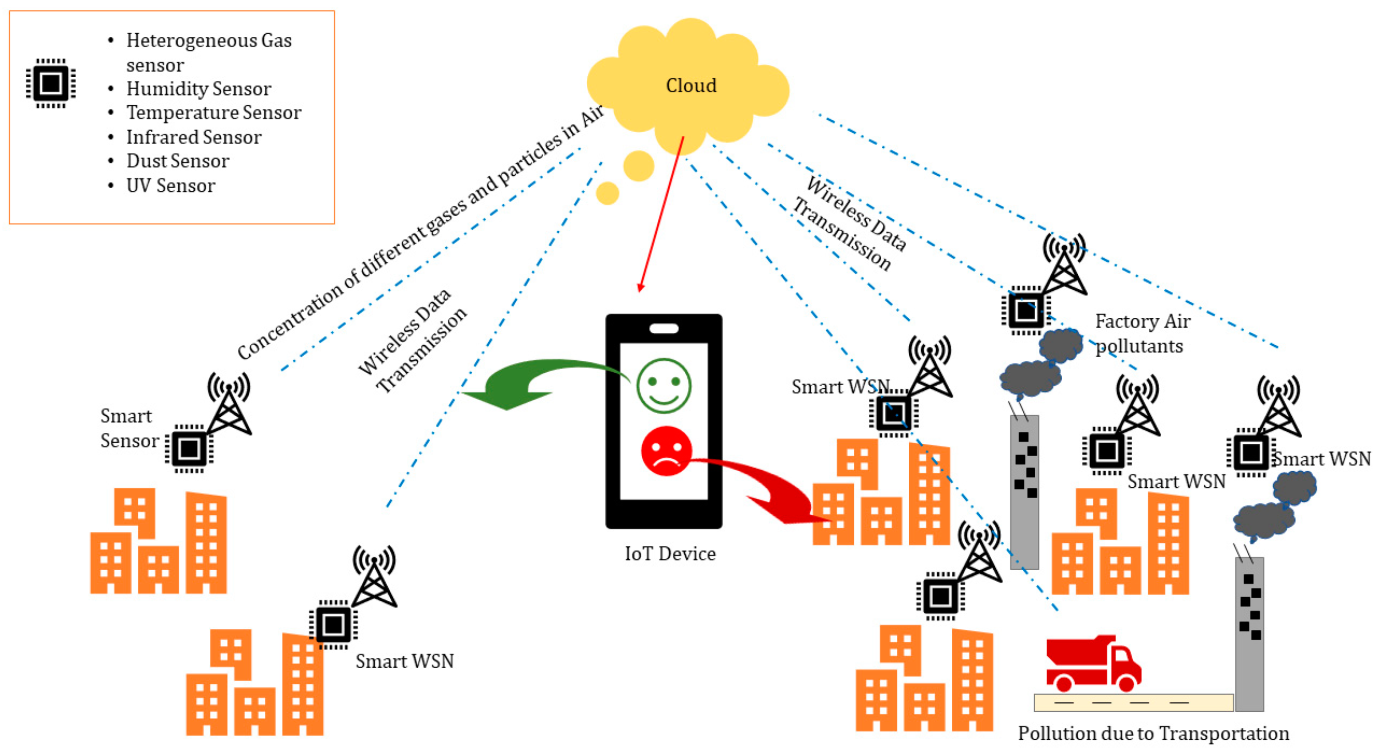 • Heterogeneous Gas
sensor
• Humidity Sensor
• Temperature Sensor
• Infrared Sensor
• Dust Sensor
• UV Sensor
Cloud
Concentration of different gases and particles in Air
Wireless Data
Transmission
Wireless Data
Transmission
Factory Air
pollutants
Smart
Sensor
Smart WSN
Smart WSN
Smart WSN
IoT Device
Smart WSN
Pollution due to Transportation